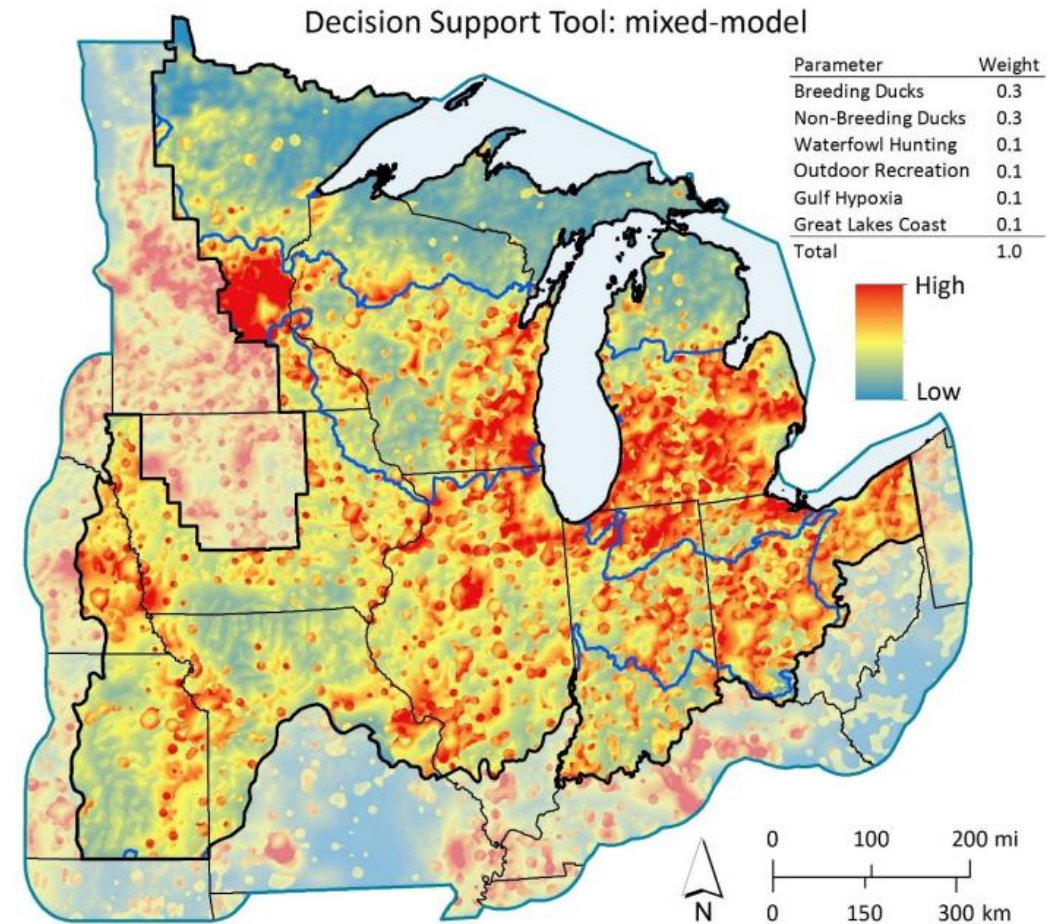 Decision Support Tool: mixed-model
Parameter Weight
Breeding Ducks 0.3
Non-Breeding Ducks 0.3
Waterfowl Hunting 0.1
Outdoor Recreation 0.1
Gulf Hypoxia 0.1
Great Lakes Coast 0.1
Total 1.0
High
Low
N
0 100 200 mi
0 150 300 km